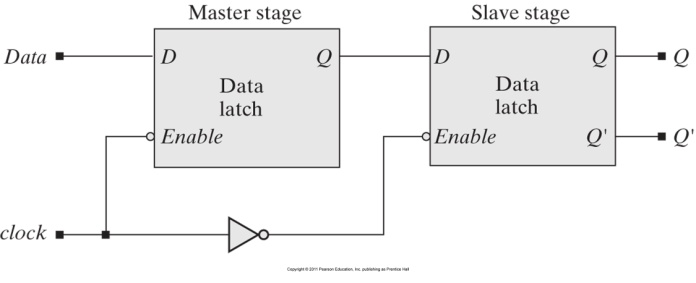 Master stage
Slave stage
Data
D
Q
D
Q
Q
Data
latch
Data
latch
Enable
Enable
Q'
Q'
clock
Copyright © 2011 Pearson Education, Inc. publishing as Prentice Hall